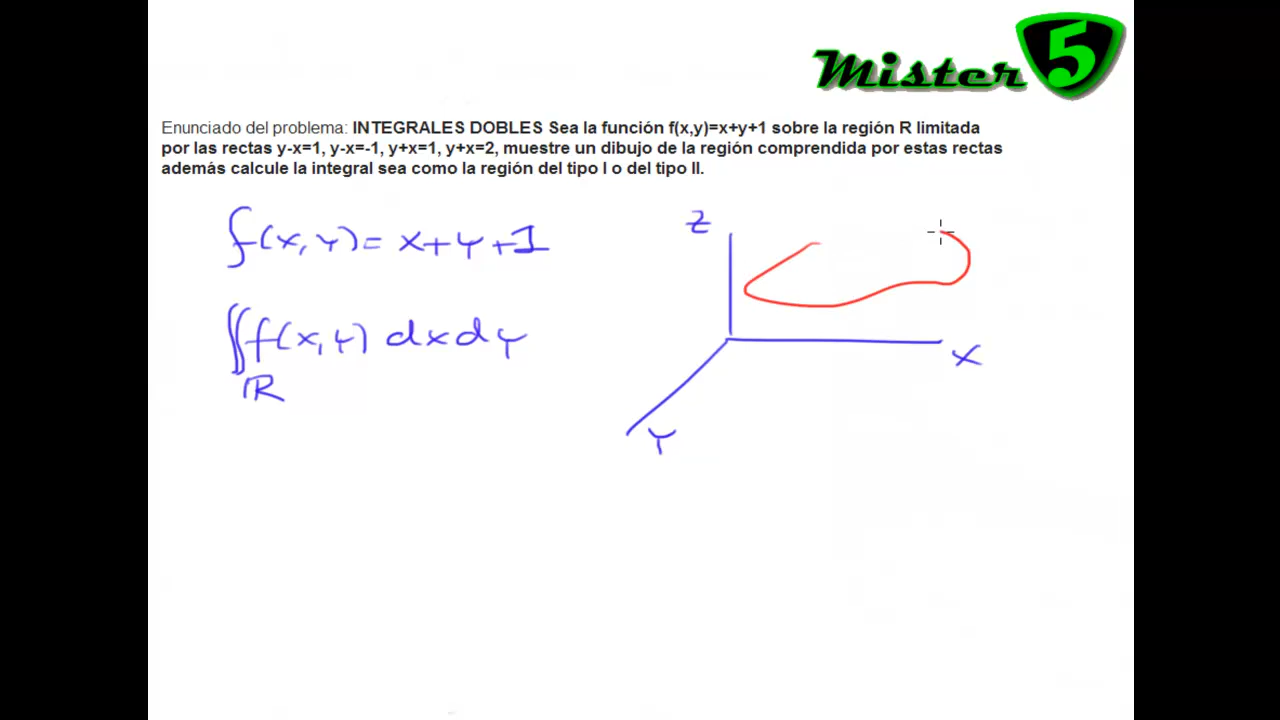 Mister 5
Enunciado del problema: INTEGRALES DOBLES Sea la función f(x,y)=x+y+1 sobre la región R limitada
por las rectas y-x=1, y-x=-1, y+x=1, y+x=2, muestre un dibujo de la región comprendida por estas rectas
además calcule la integral sea como la región del tipo I o del tipo II.
f(x,y)= x+y+1
∬f(x,y) dxdy
R
Z
X
Y